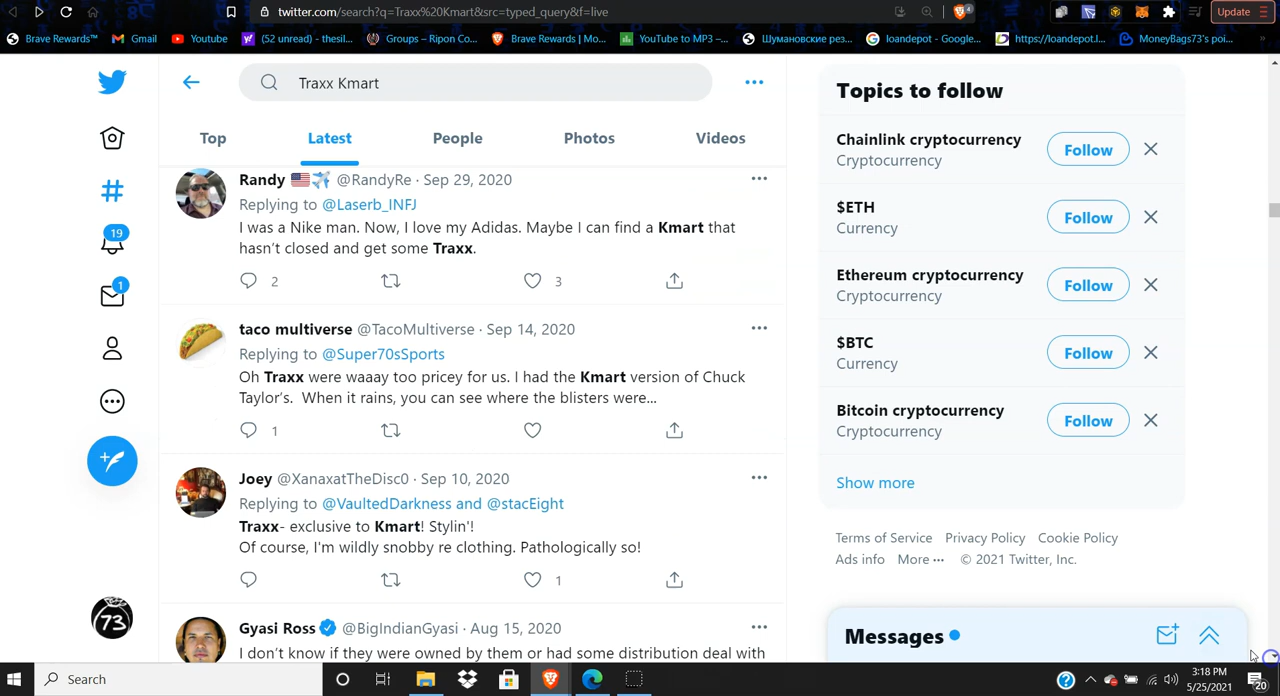 twitter.com/search?q=Traxx%20Kmart&src=typed_query&f=live
4
Update
Brave Rewards™
Gmail
Youtube
(52 unread) - thesil...
Groups – Ripon Co...
Brave Rewards | Mo...
YouTube to MP3 –...
Шумановские рез...
loandepot - Google...
https://loandepot.l...
MoneyBags73's poi...
Traxx Kmart
Top
Latest
People
Photos
Videos
19
1
73
Randy 🇺🇸✈️ @RandyRe · Sep 29, 2020
Replying to @Laserb_INFJ
I was a Nike man. Now, I love my Adidas. Maybe I can find a Kmart that
hasn't closed and get some Traxx.
2
3
taco multiverse @TacoMultiverse · Sep 14, 2020
Replying to @Super70sSports
Oh Traxx were waaay too pricey for us. I had the Kmart version of Chuck
Taylor's. When it rains, you can see where the blisters were...
1
Joey @XanaxatTheDisc0 · Sep 10, 2020
Replying to @VaultedDarkness and @stacEight
Traxx- exclusive to Kmart! Stylin'!
Of course, I'm wildly snobby re clothing. Pathologically so!
1
Gyasi Ross @BigIndianGyasi · Aug 15, 2020
I don't know if they were owned by them or had some distribution deal with
Topics to follow
Chainlink cryptocurrency
Cryptocurrency
Follow
$ETH
Currency
Follow
Ethereum cryptocurrency
Cryptocurrency
Follow
$BTC
Currency
Follow
Bitcoin cryptocurrency
Cryptocurrency
Follow
Show more
Terms of Service Privacy Policy Cookie Policy
Ads info More ··· © 2021 Twitter, Inc.
Messages
Search
3:18 PM
5/25/2021
20